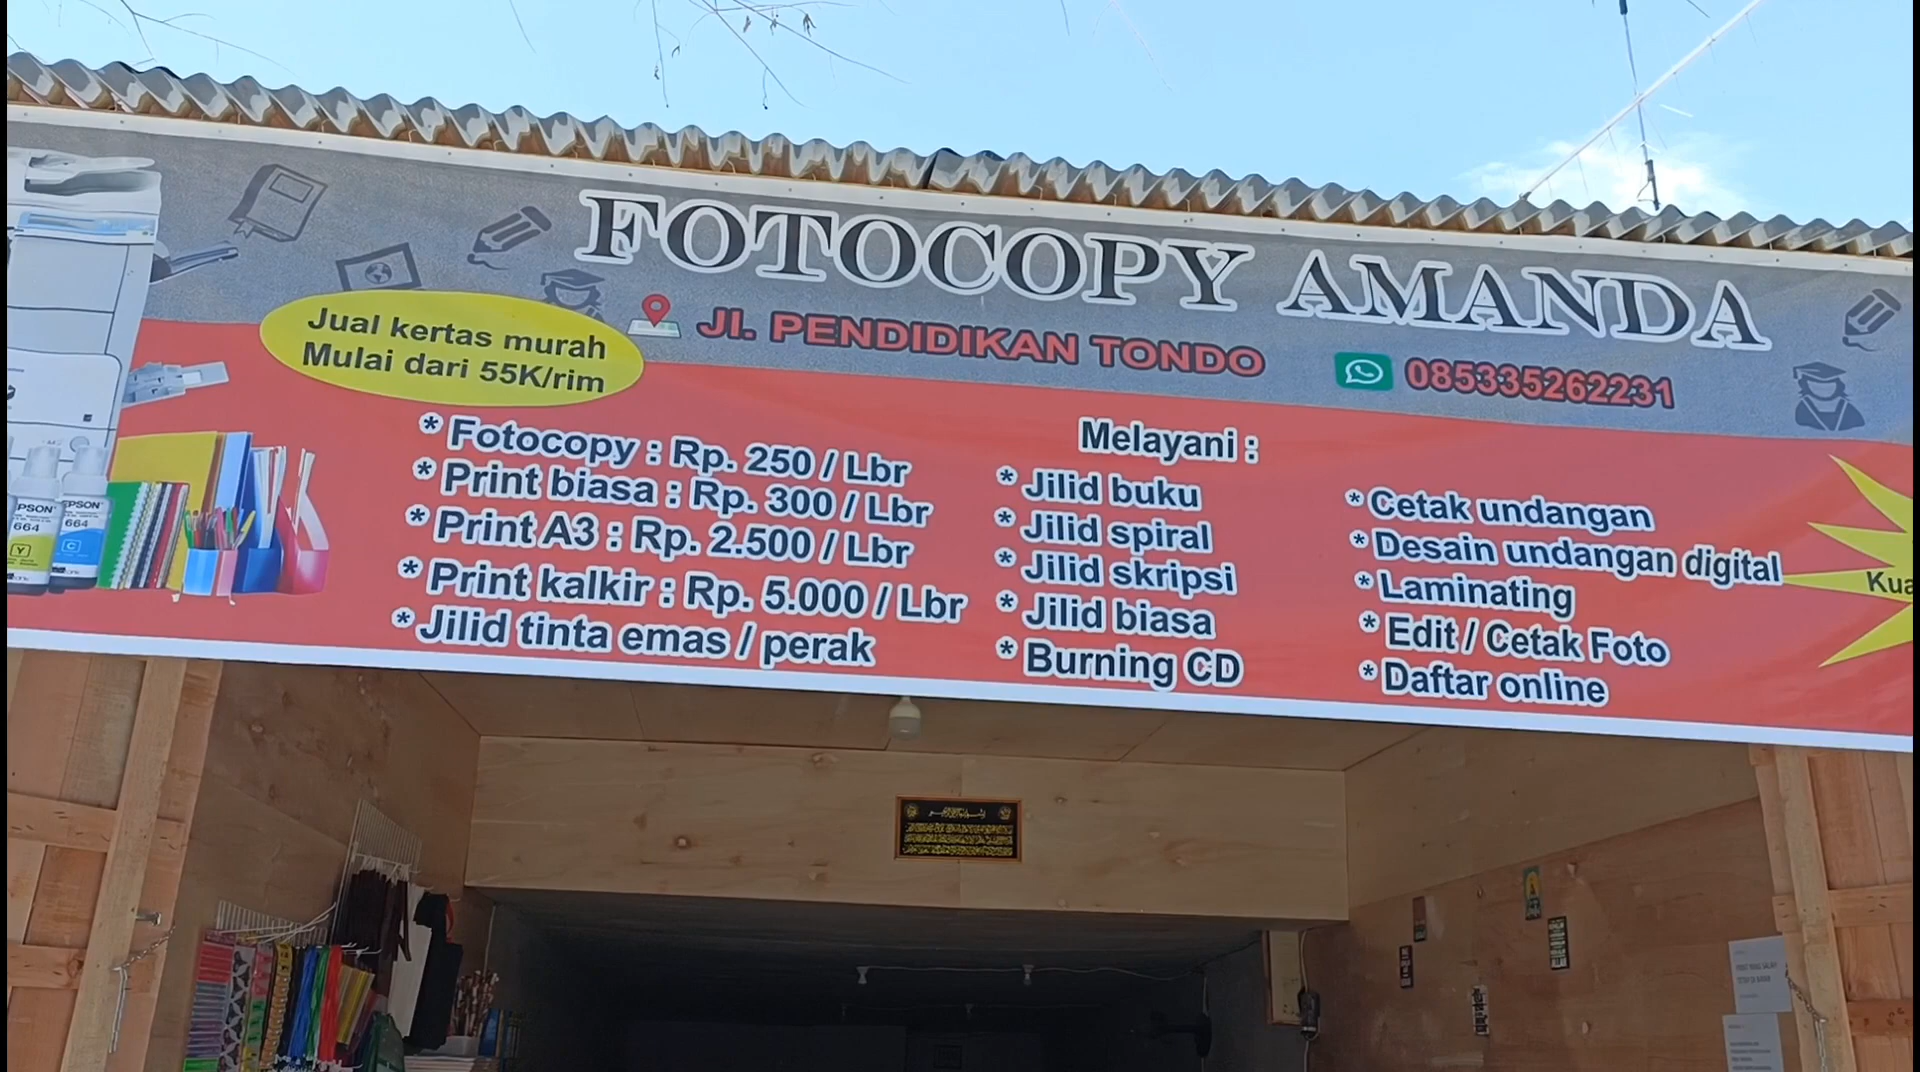 FOTOCOPY AMANDA
Jl. PENDIDIKAN TONDO
085335262231
Jual kertas murah
Mulai dari 55K/rim
* Fotocopy : Rp. 250 / Lbr
* Print biasa : Rp. 300 / Lbr
* Print A3 : Rp. 2.500 / Lbr
* Print kalkir : Rp. 5.000 / Lbr
* Jilid tinta emas / perak
Melayani :
* Jilid buku
* Jilid spiral
* Jilid skripsi
* Jilid biasa
* Burning CD
* Cetak undangan
* Desain undangan digital
* Laminating
* Edit / Cetak Foto
* Daftar online
EPSON
664
Y
EPSON
664
C